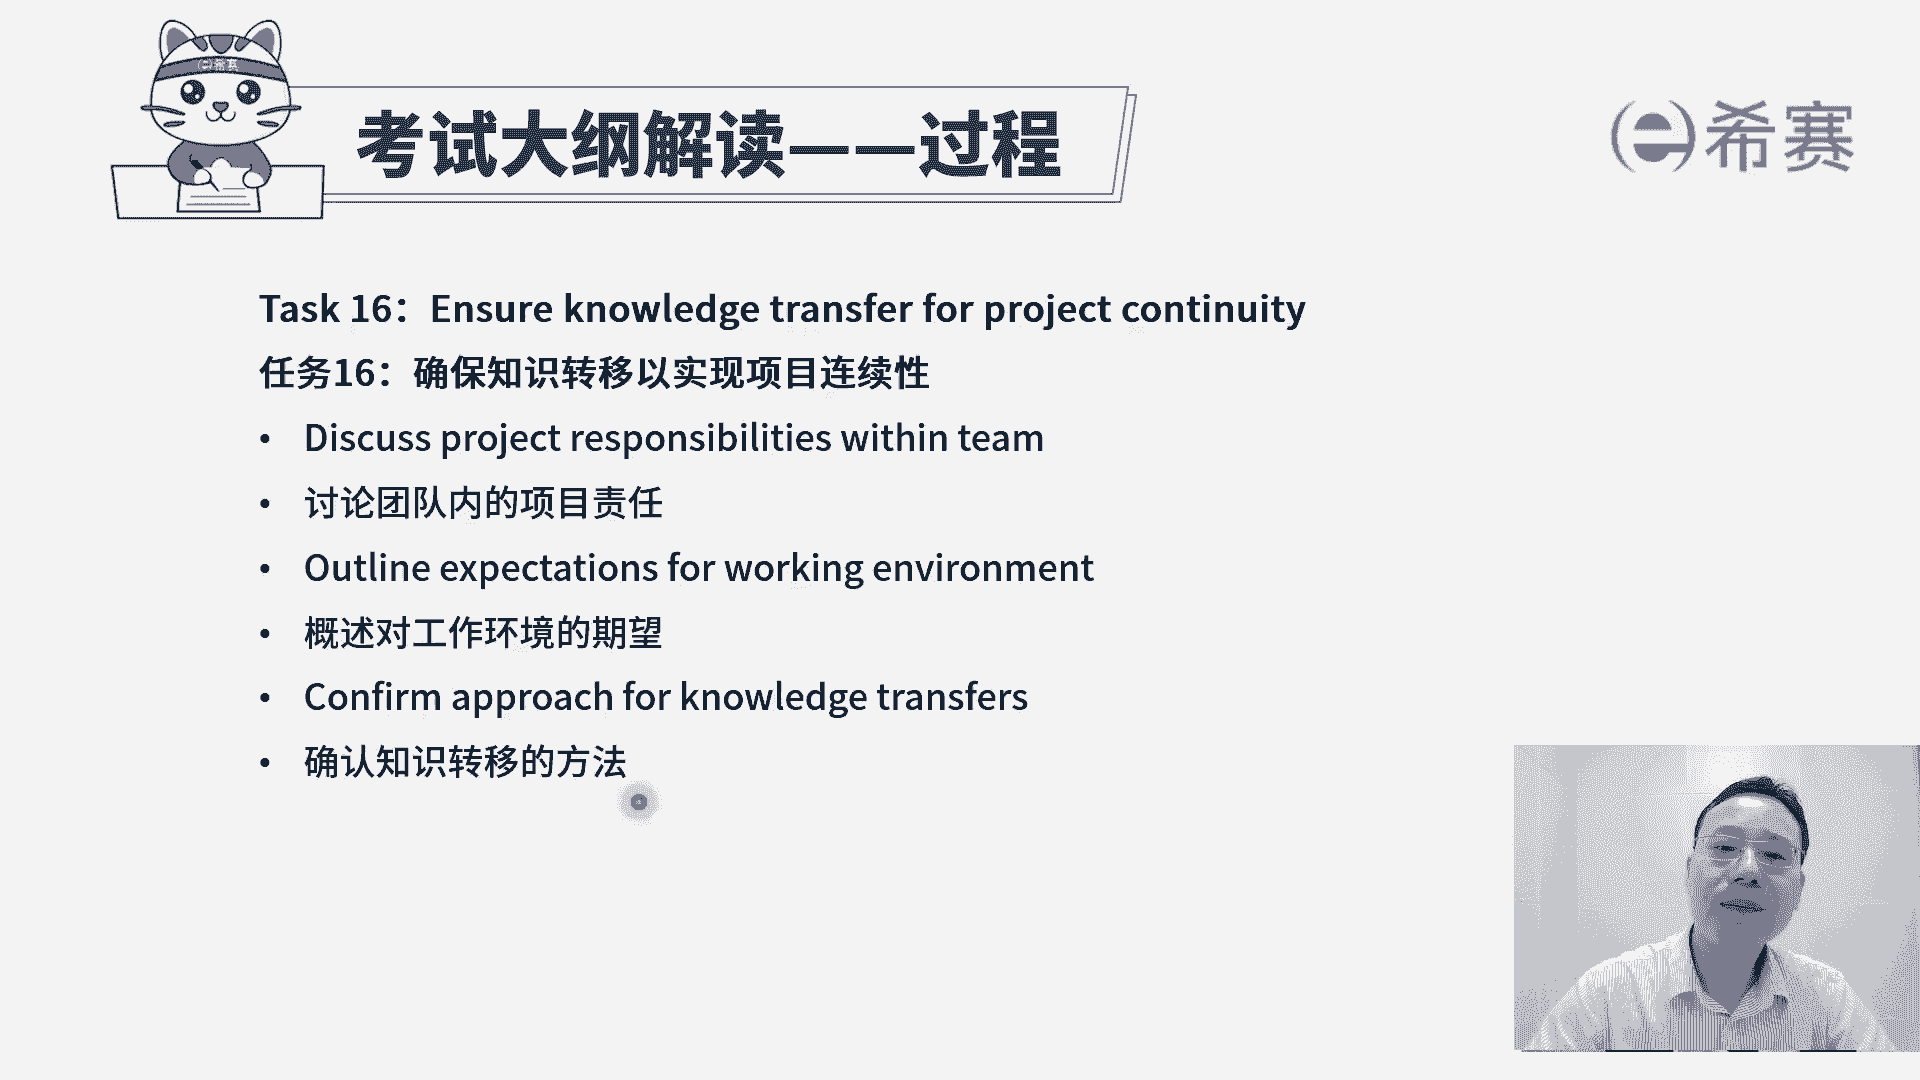 希赛
考试大纲解读——过程
希赛
Task 16：Ensure knowledge transfer for project continuity
任务16：确保知识转移以实现项目连续性
• Discuss project responsibilities within team
• 讨论团队内的项目责任
• Outline expectations for working environment
• 概述对工作环境的期望
• Confirm approach for knowledge transfers
• 确认知识转移的方法